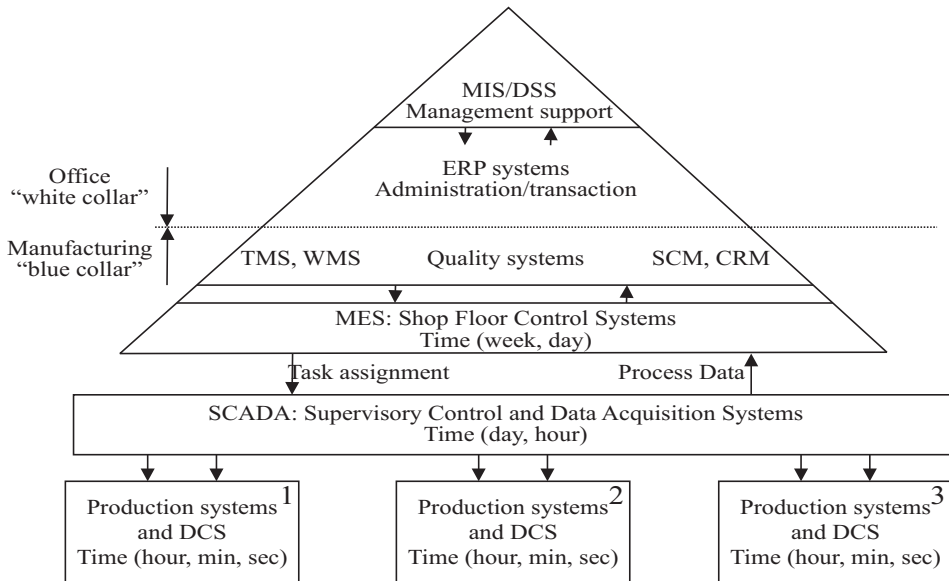 MIS/DSS
Management support
ERP systems
Administration/transaction
Office
“white collar”
Manufacturing
“blue collar”
TMS, WMS
Quality systems
SCM, CRM
MES: Shop Floor Control Systems
Time (week, day)
Task assignment
Process Data
SCADA: Supervisory Control and Data Acquisition Systems
Time (day, hour)
1
Production systems
and DCS
Time (hour, min, sec)
2
Production systems
and DCS
Time (hour, min, sec)
3
Production systems
and DCS
Time (hour, min, sec)